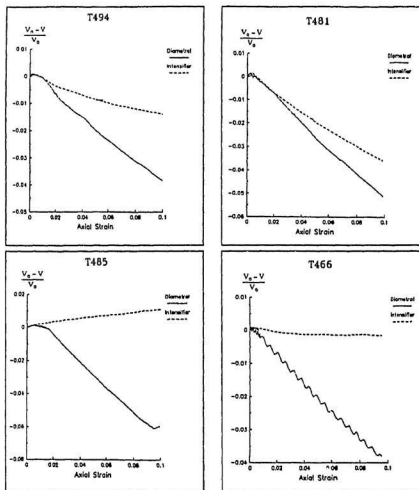 T494
V₀ – V
V₀
Diametral
Intensifier
0.01
0.00
-0.01
-0.02
-0.03
-0.04
-0.05
0 0.02 0.04 0.06 0.08 0.1
Axial Strain
T481
V₀ – V
V₀
Diametral
Intensifier
0.01
0.00
-0.01
-0.02
-0.03
-0.04
-0.05
-0.06
0 0.02 0.04 0.06 0.08 0.1
Axial Strain
T485
V₀ – V
V₀
Diametral
Intensifier
0.02
0
-0.02
-0.04
-0.06
-0.08
0 0.02 0.04 0.06 0.08 0.1
Axial Strain
T466
V₀ – V
V₀
Diametral
Intensifier
0.01
0.00
-0.01
-0.02
-0.03
-0.04
0 0.02 0.04 0.06 0.08 0.1
Axial Strain